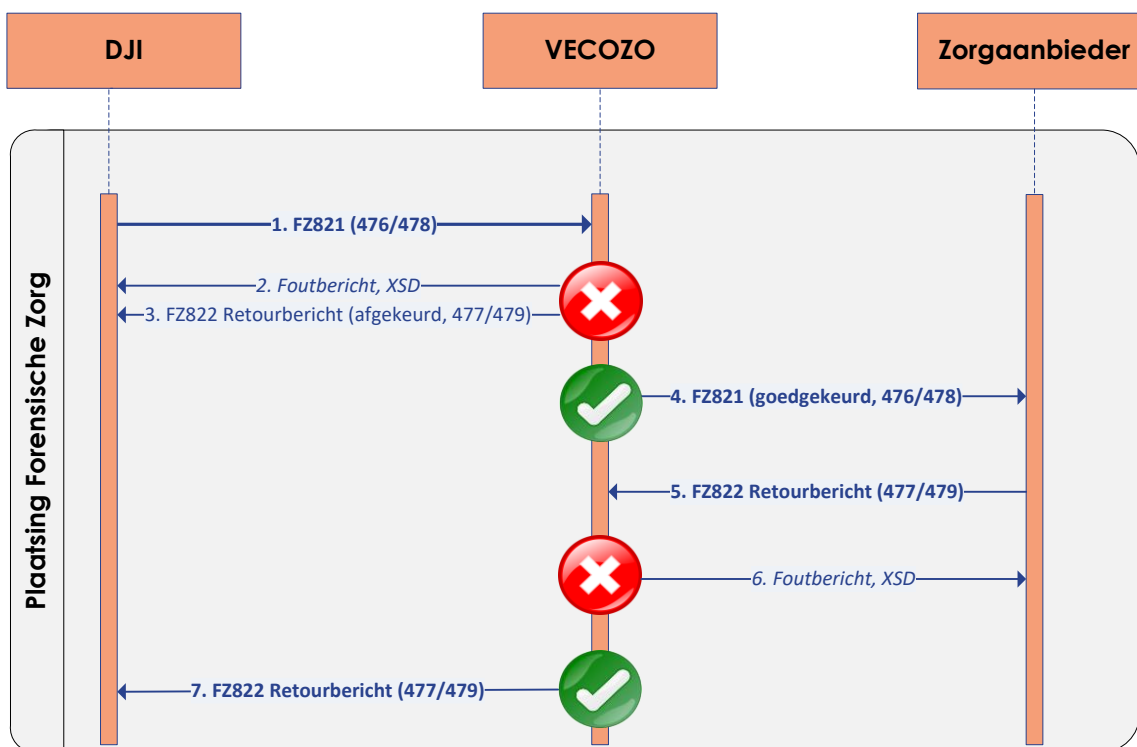 DJI
VECOZO
Zorgaanbieder
Plaatsing Forensische Zorg
1. FZ821 (476/478)
2. Foutbericht, XSD
3. FZ822 Retourbericht (afgekeurd, 477/479)
4. FZ821 (goedgekeurd, 476/478)
5. FZ822 Retourbericht (477/479)
6. Foutbericht, XSD
7. FZ822 Retourbericht (477/479)